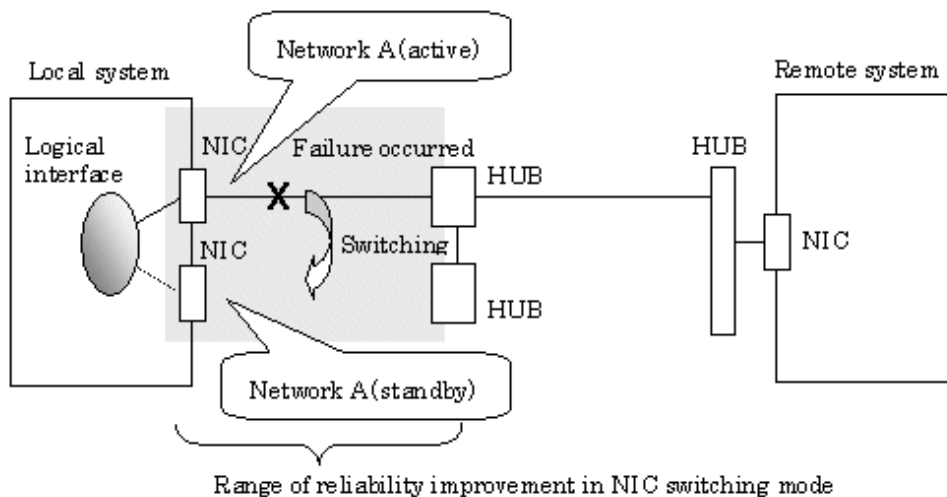 Network A(active)
Local system
Remote system
Logical
interface
NIC
Failure occurred
HUB
HUB
NIC
Switching
NIC
HUB
Network A(standby)
Range of reliability improvement in NIC switching mode